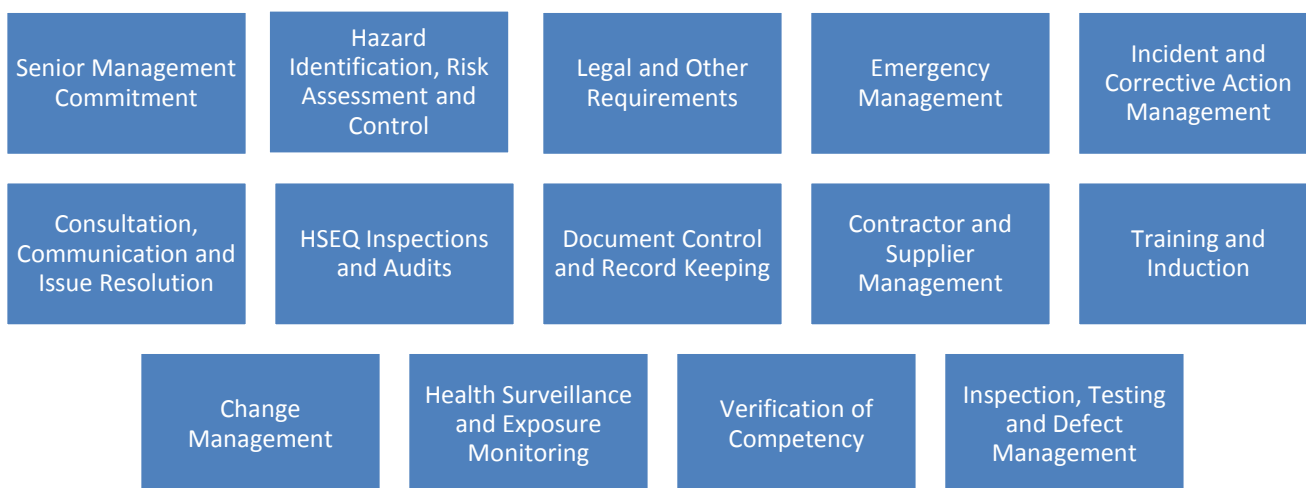 Senior Management
Commitment
Hazard
Identification, Risk
Assessment and
Control
Legal and Other
Requirements
Emergency
Management
Incident and
Corrective Action
Management
Consultation,
Communication and
Issue Resolution
HSEQ Inspections
and Audits
Document Control
and Record Keeping
Contractor and
Supplier
Management
Training and
Induction
Change
Management
Health Surveillance
and Exposure
Monitoring
Verification of
Competency
Inspection, Testing
and Defect
Management